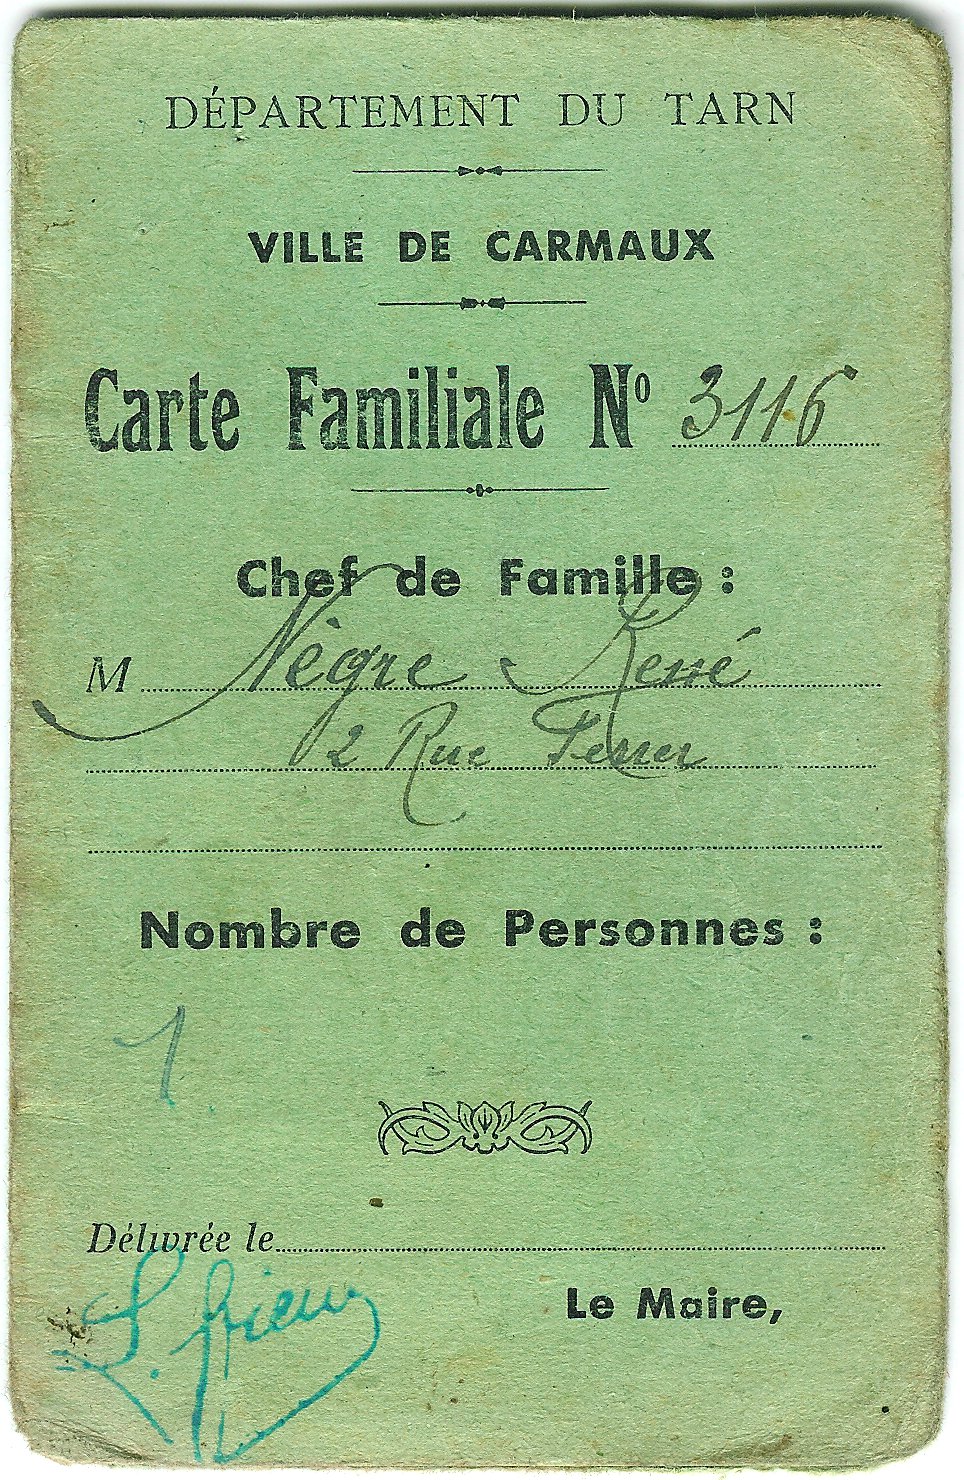 DÉPARTEMENT DU TARN
VILLE DE CARMAUX
Carte Familiale Nº 3116
Chef de Famille :
M Nègre René
2 Rue Ferrer
Nombre de Personnes :
1
Délivrée le
Le Maire,